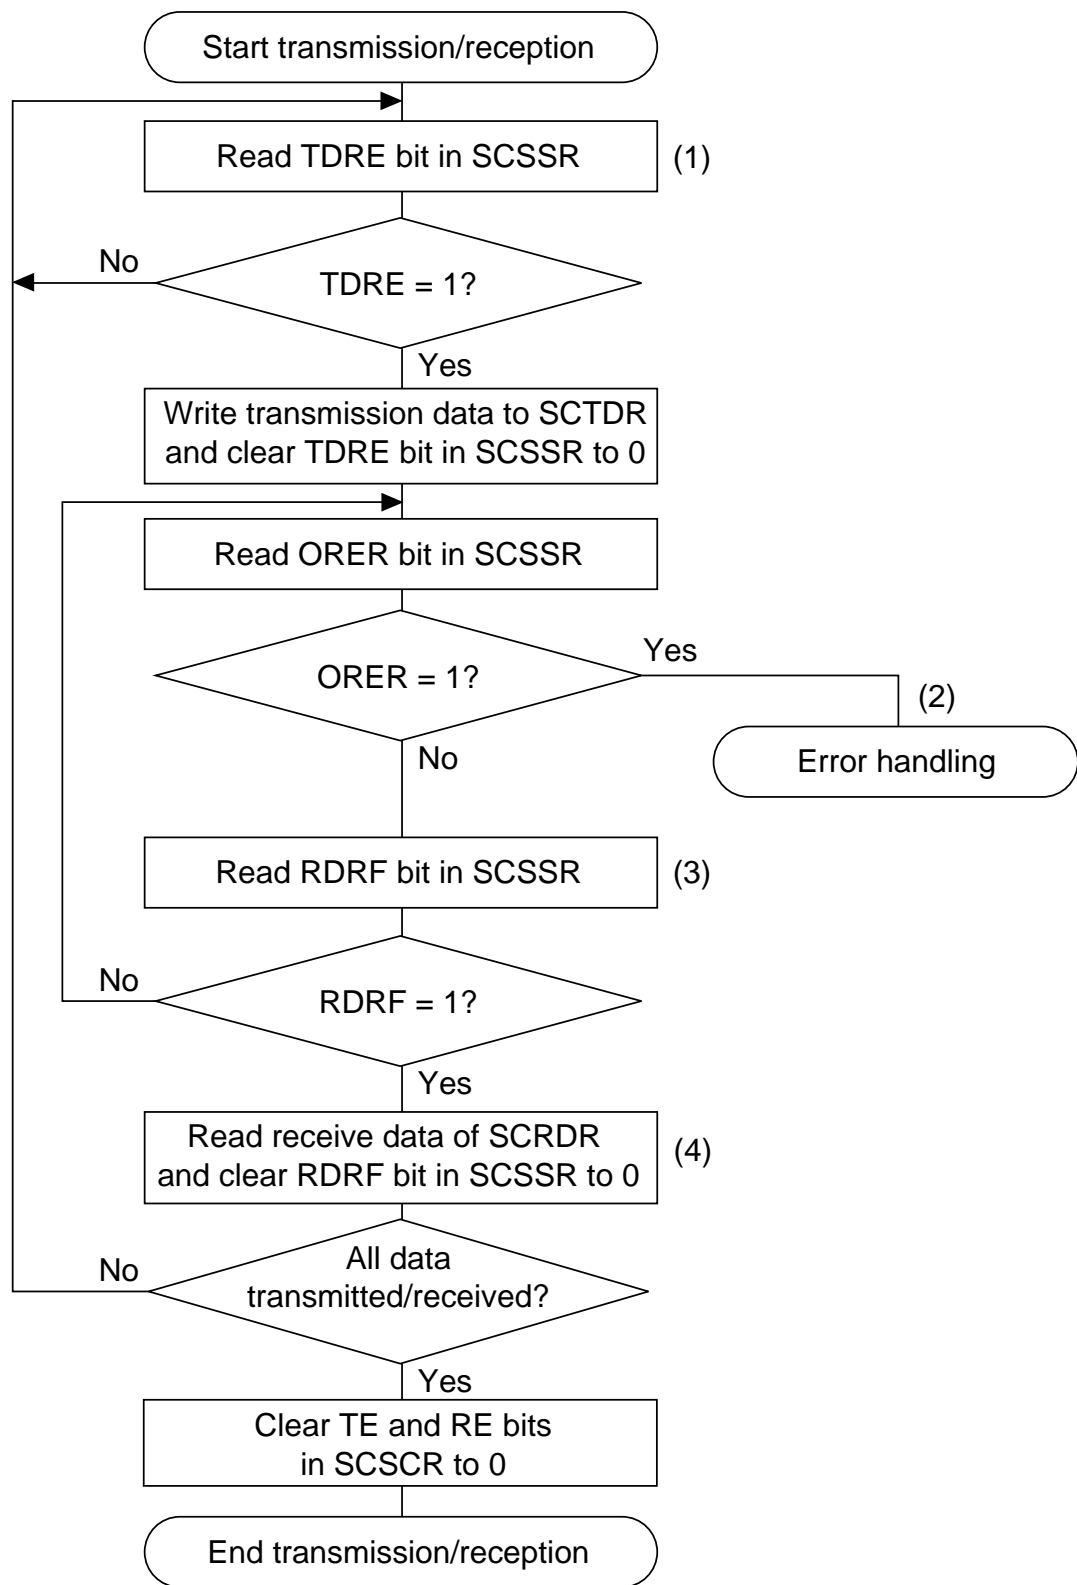 Start transmission/reception
Read TDRE bit in SCSSR
(1)
No
TDRE = 1?
Yes
Write transmission data to SCTDR
and clear TDRE bit in SCSSR to 0
Read ORER bit in SCSSR
Yes
ORER = 1?
(2)
No
Error handling
Read RDRF bit in SCSSR
(3)
No
RDRF = 1?
Yes
Read receive data of SCRDR
and clear RDRF bit in SCSSR to 0
(4)
All data
No
transmitted/received?
Yes
Clear TE and RE bits
in SCSCR to 0
End transmission/reception